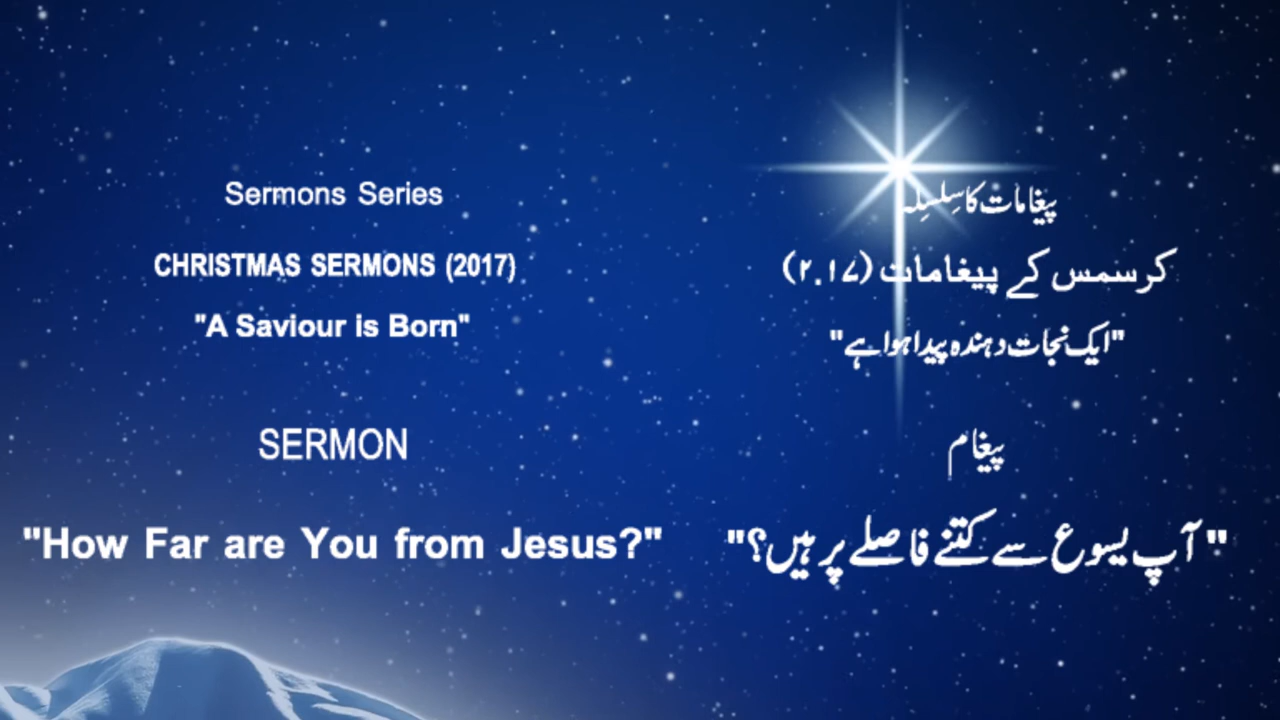 Sermons Series
CHRISTMAS SERMONS (2017)
"A Saviour is Born"
SERMON
"How Far are You from Jesus?"
پیغامات کا سِلسِلہ
کرسمس کے پیغامات (۲۰۱۷)
"ایک نجات دہندہ پیدا ہوا ہے"
پیغام
"آپ یسوع سے کتنے فاصلے پر ہیں؟"